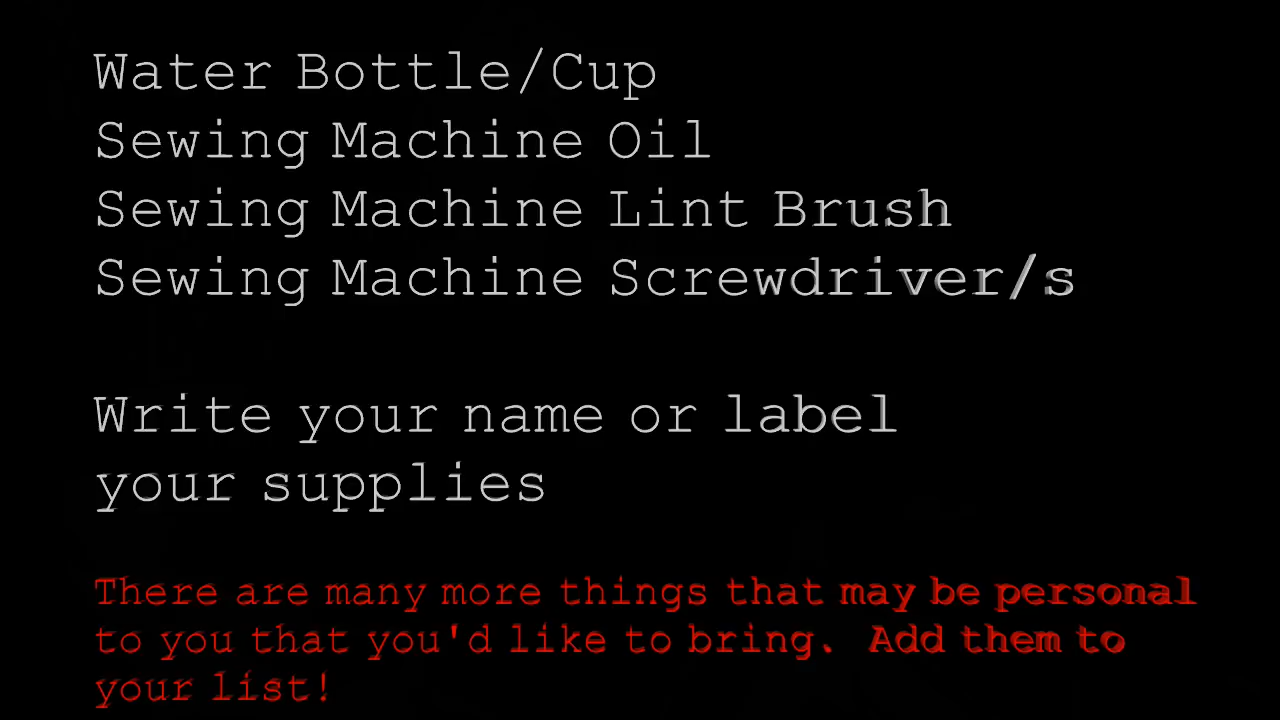 Water Bottle/Cup
Sewing Machine Oil
Sewing Machine Lint Brush
Sewing Machine Screwdriver/s
Write your name or label
your supplies
There are many more things that may be personal
to you that you'd like to bring. Add them to
your list!